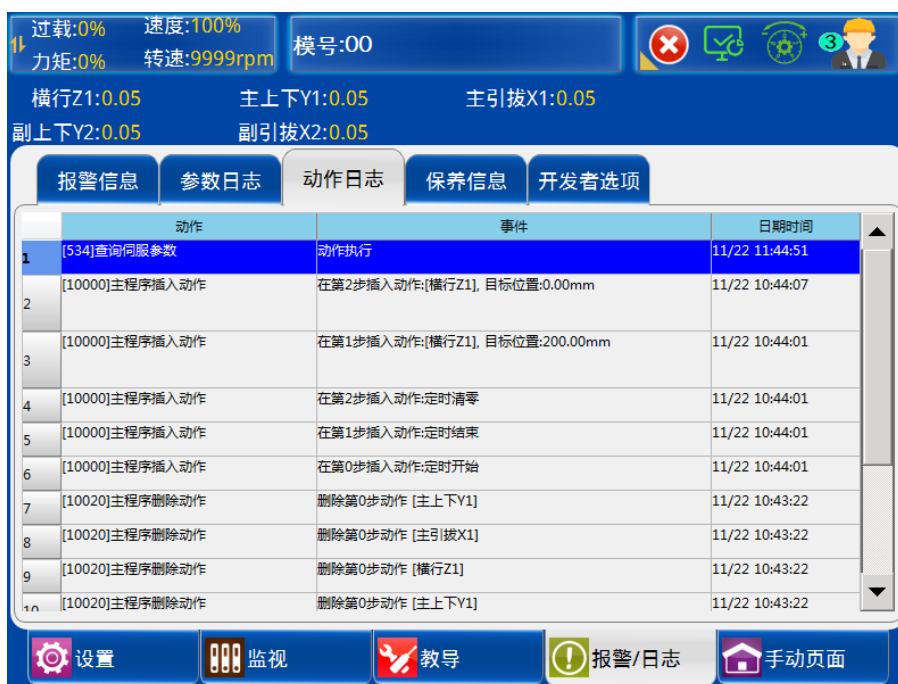 过载:0% 速度:100%
力矩:0% 转速:9999rpm
模号:00
3
横行Z1:0.05 主上下Y1:0.05 主引拔X1:0.05
副上下Y2:0.05 副引拔X2:0.05
报警信息 参数日志 动作日志 保养信息 开发者选项
动作 事件 日期时间
1 [534]查询伺服参数 动作执行 11/22 11:44:51
2 [10000]主程序插入动作 在第2步插入动作:[横行Z1], 目标位置:0.00mm 11/22 10:44:07
3 [10000]主程序插入动作 在第1步插入动作:[横行Z1], 目标位置:200.00mm 11/22 10:44:01
4 [10000]主程序插入动作 在第2步插入动作:定时清零 11/22 10:44:01
5 [10000]主程序插入动作 在第1步插入动作:定时结束 11/22 10:44:01
6 [10000]主程序插入动作 在第0步插入动作:定时开始 11/22 10:44:01
7 [10020]主程序删除动作 删除第0步动作 [主上下Y1] 11/22 10:43:22
8 [10020]主程序删除动作 删除第0步动作 [主引拔X1] 11/22 10:43:22
9 [10020]主程序删除动作 删除第0步动作 [横行Z1] 11/22 10:43:22
10 [10020]主程序删除动作 删除第0步动作 [主上下Y1] 11/22 10:43:22
设置 监视 教导 报警/日志 手动页面